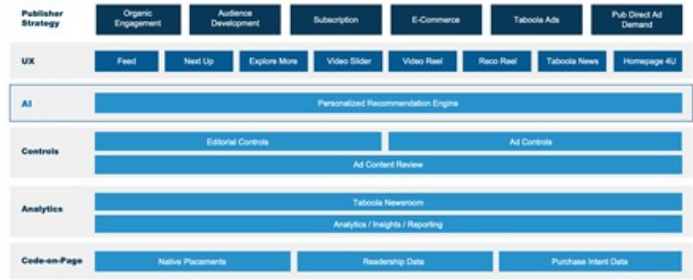 Publisher
Strategy
Organic
Engagement
Audience
Development
Subscription
E-Commerce
Taboola Ads
Pub Direct Ad
Demand
UX
Feed
Next Up
Explore More
Video Slider
Video Reel
Reco Reel
Taboola News
Homepage 4U
AI
Personalized Recommendation Engine
Controls
Editorial Controls
Ad Controls
Ad Content Review
Analytics
Taboola Newsroom
Analytics / Insights / Reporting
Code-on-Page
Native Placements
Readership Data
Purchase Intent Data